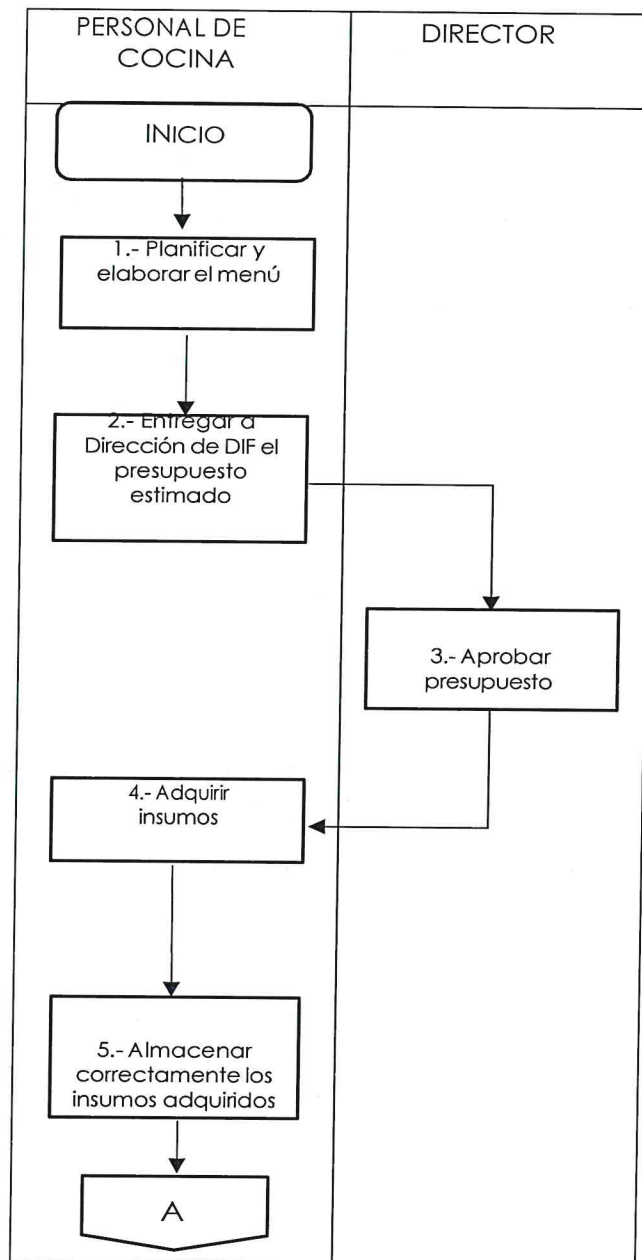 PERSONAL DE
COCINA
DIRECTOR
INICIO
1.- Planificar y
elaborar el menú
2.- Entregar a
Dirección de DIF el
presupuesto
estimado
3.- Aprobar
presupuesto
4.- Adquirir
insumos
5.- Almacenar
correctamente los
insumos adquiridos
A